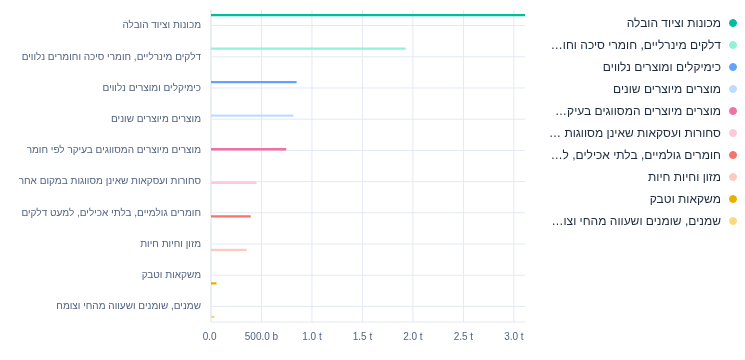 מכונות וציוד הובלה
דלקים מינרליים, חומרי סיכה וחומרים נלווים
כימיקלים ומוצרים נלווים
מוצרים מיוצרים שונים
מוצרים מיוצרים המסווגים בעיקר לפי חומר
סחורות ועסקאות שאינן מסווגות במקום אחר
חומרים גולמיים, בלתי אכילים, למעט דלקים
מזון וחיות חיות
משקאות וטבק
שמנים, שומנים ושעווה מהחי וצומח
0.0 500.0 b 1.0 t 1.5 t 2.0 t 2.5 t 3.0 t
מכונות וציוד הובלה
דלקים מינרליים, חומרי סיכה וחו...
כימיקלים ומוצרים נלווים
מוצרים מיוצרים שונים
מוצרים מיוצרים המסווגים בעיק...
סחורות ועסקאות שאינן מסווגות ...
חומרים גולמיים, בלתי אכילים, ל...
מזון וחיות חיות
משקאות וטבק
שמנים, שומנים ושעווה מהחי וצו...